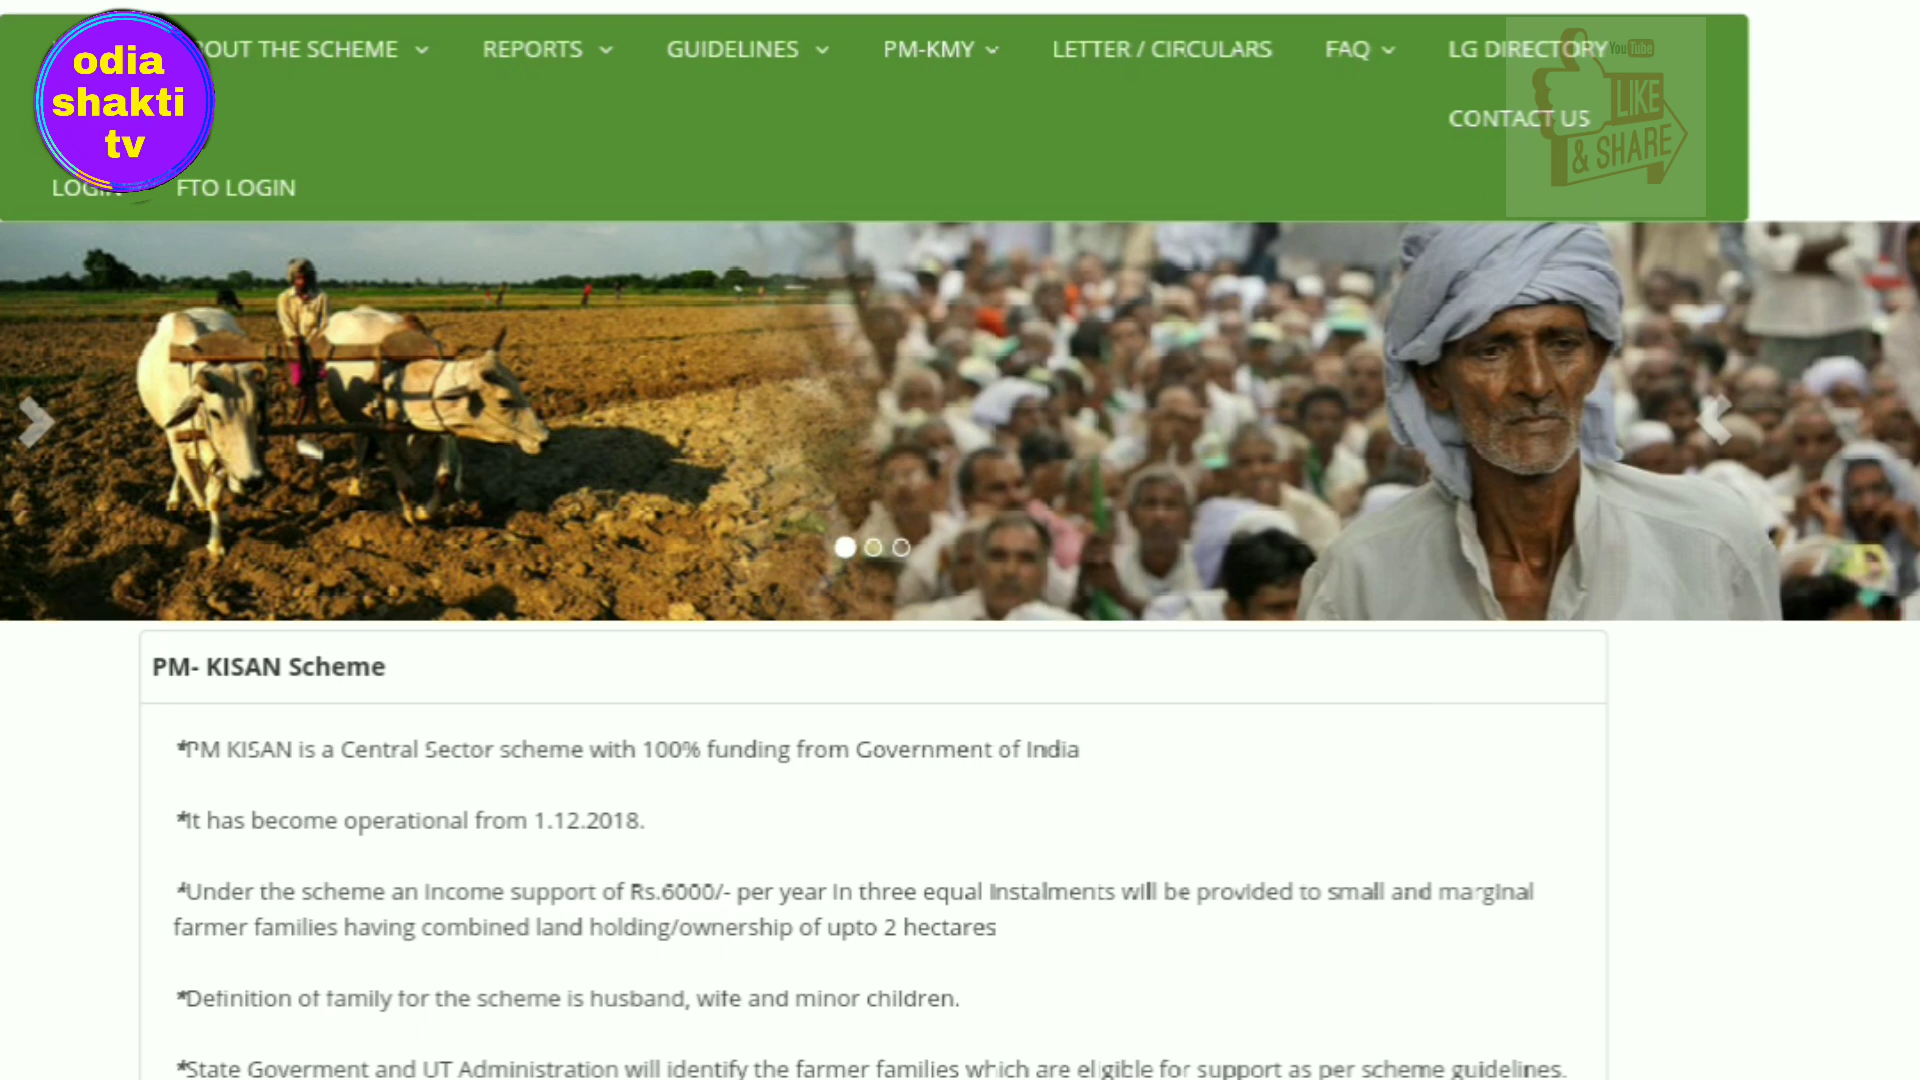 odia
shakti
tv
BOUT THE SCHEME
REPORTS
GUIDELINES
PM-KMY
LETTER / CIRCULARS
FAQ
LG DIRECTORY
YouTube
LIKE
& SHARE
CONTACT US
LOGIN
FTO LOGIN
PM- KISAN Scheme
*PM KISAN is a Central Sector scheme with 100% funding from Government of India
*It has become operational from 1.12.2018.
*Under the scheme an income support of Rs.6000/- per year in three equal instalments will be provided to small and marginal
farmer families having combined land holding/ownership of upto 2 hectares
*Definition of family for the scheme is husband, wife and minor children.
*State Goverment and UT Administration will identify the farmer families which are eligible for support as per scheme guidelines.